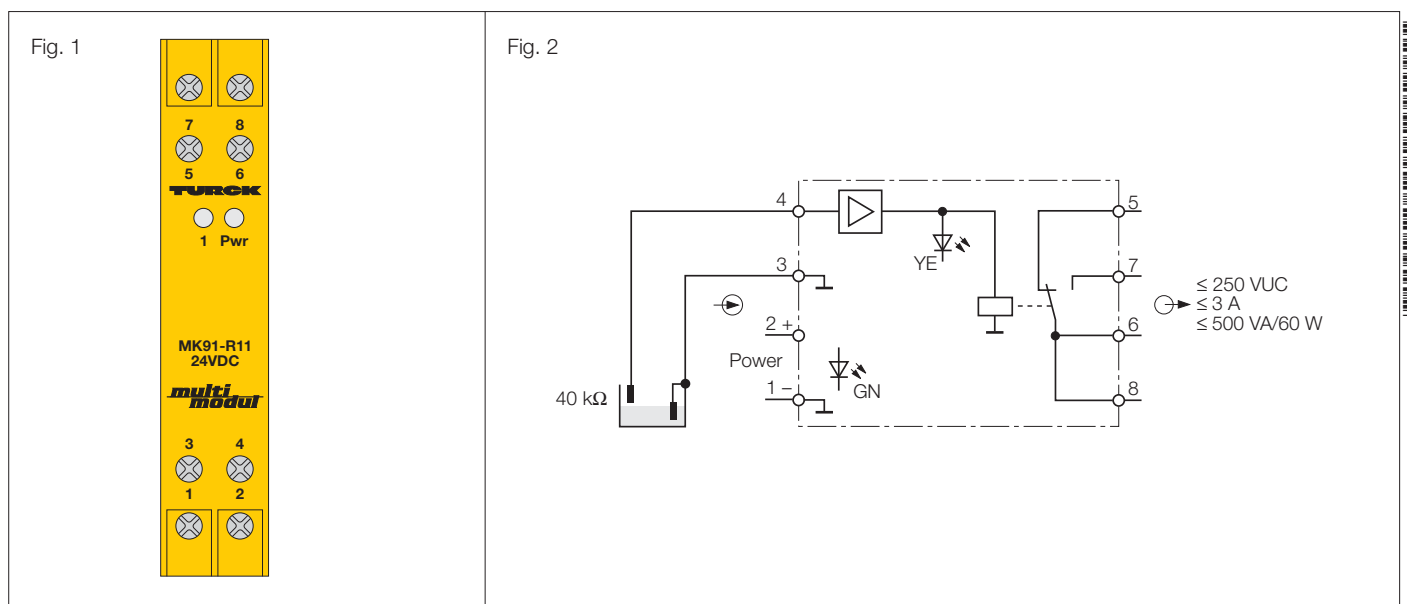 Fig. 1
7 8
5 6
TURCK
1 Pwr
MK91-R11
24VDC
multi
modul
3 4
1 2
Fig. 2
4
3
2 +
Power
1 –
40 kΩ
YE
GN
5
7
6
8
≤ 250 VUC
≤ 3 A
≤ 500 VA/60 W